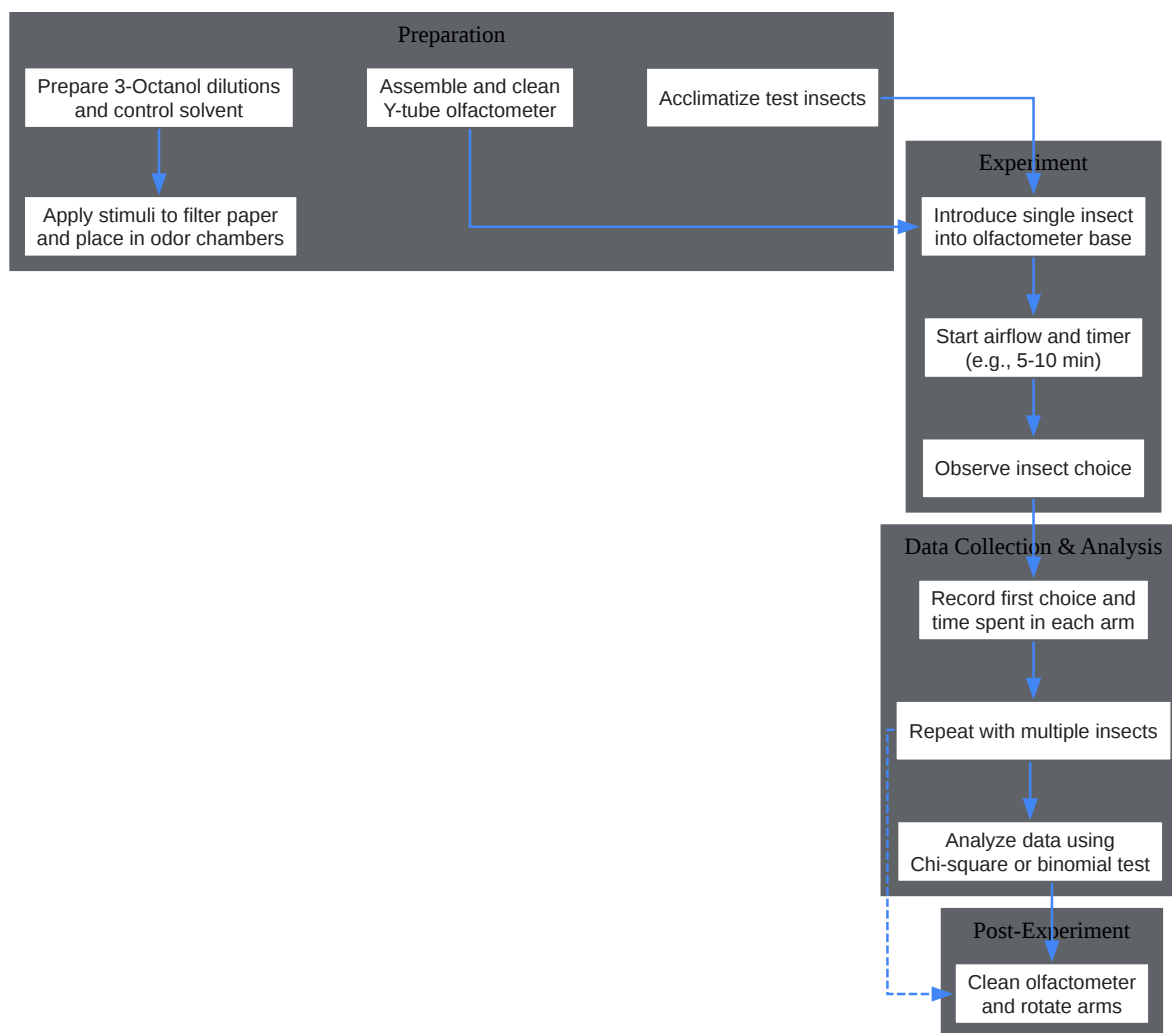 Preparation
Prepare 3-Octanol dilutions
and control solvent
Assemble and clean
Y-tube olfactometer
Acclimatize test insects
Apply stimuli to filter paper
and place in odor chambers
Experiment
Introduce single insect
into olfactometer base
Start airflow and timer
(e.g., 5-10 min)
Observe insect choice
Data Collection & Analysis
Record first choice and
time spent in each arm
Repeat with multiple insects
Analyze data using
Chi-square or binomial test
Post-Experiment
Clean olfactometer
and rotate arms